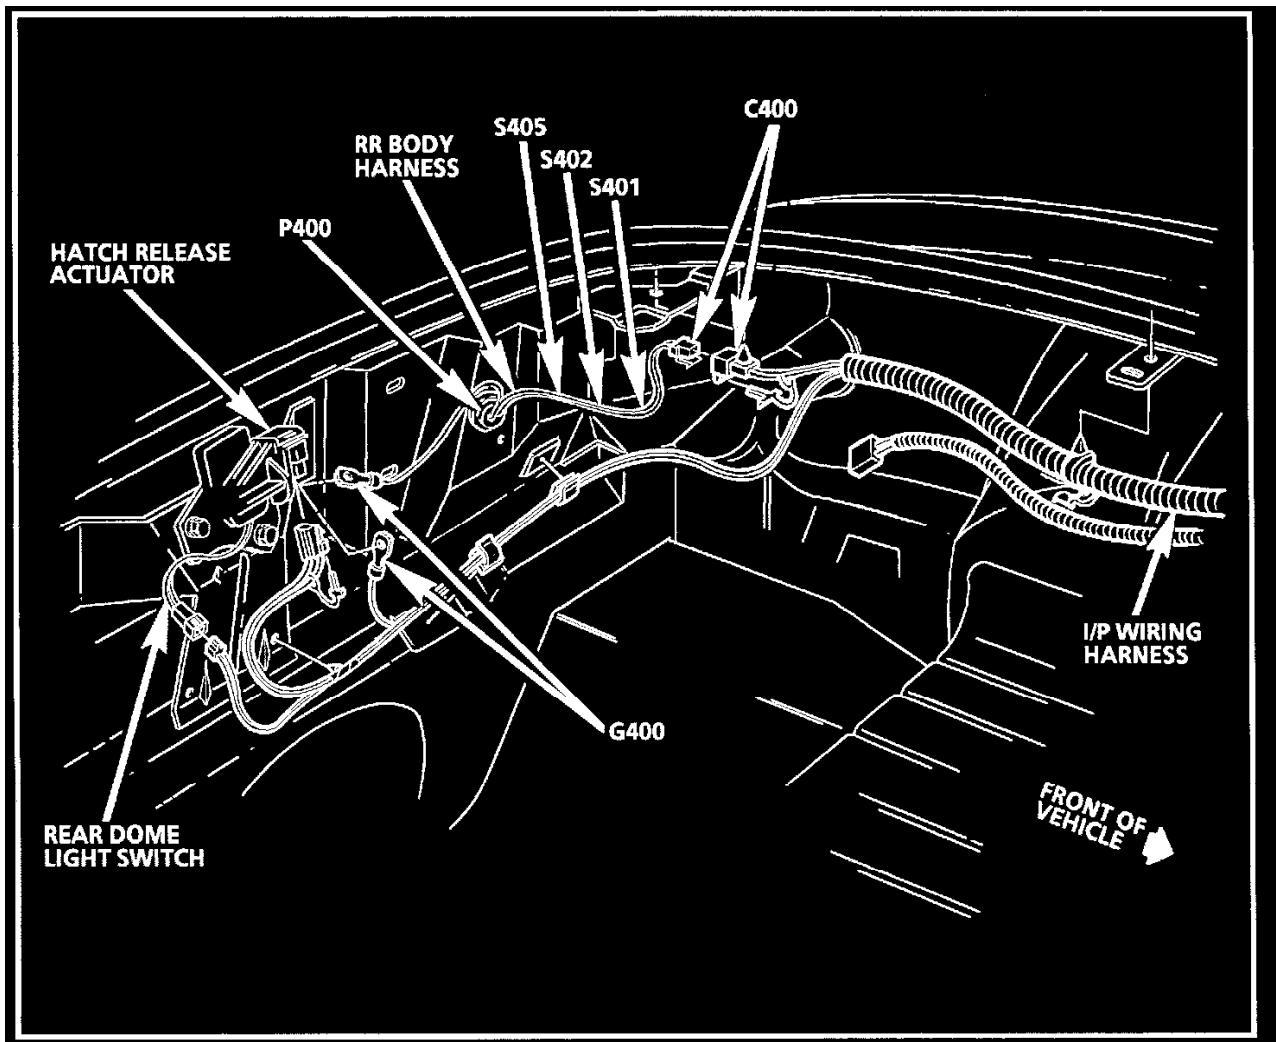 C400
S405
RR BODY
HARNESS
S402
S401
P400
HATCH RELEASE
ACTUATOR
I/P WIRING
HARNESS
G400
FRONT OF
VEHICLE
REAR DOME
LIGHT SWITCH